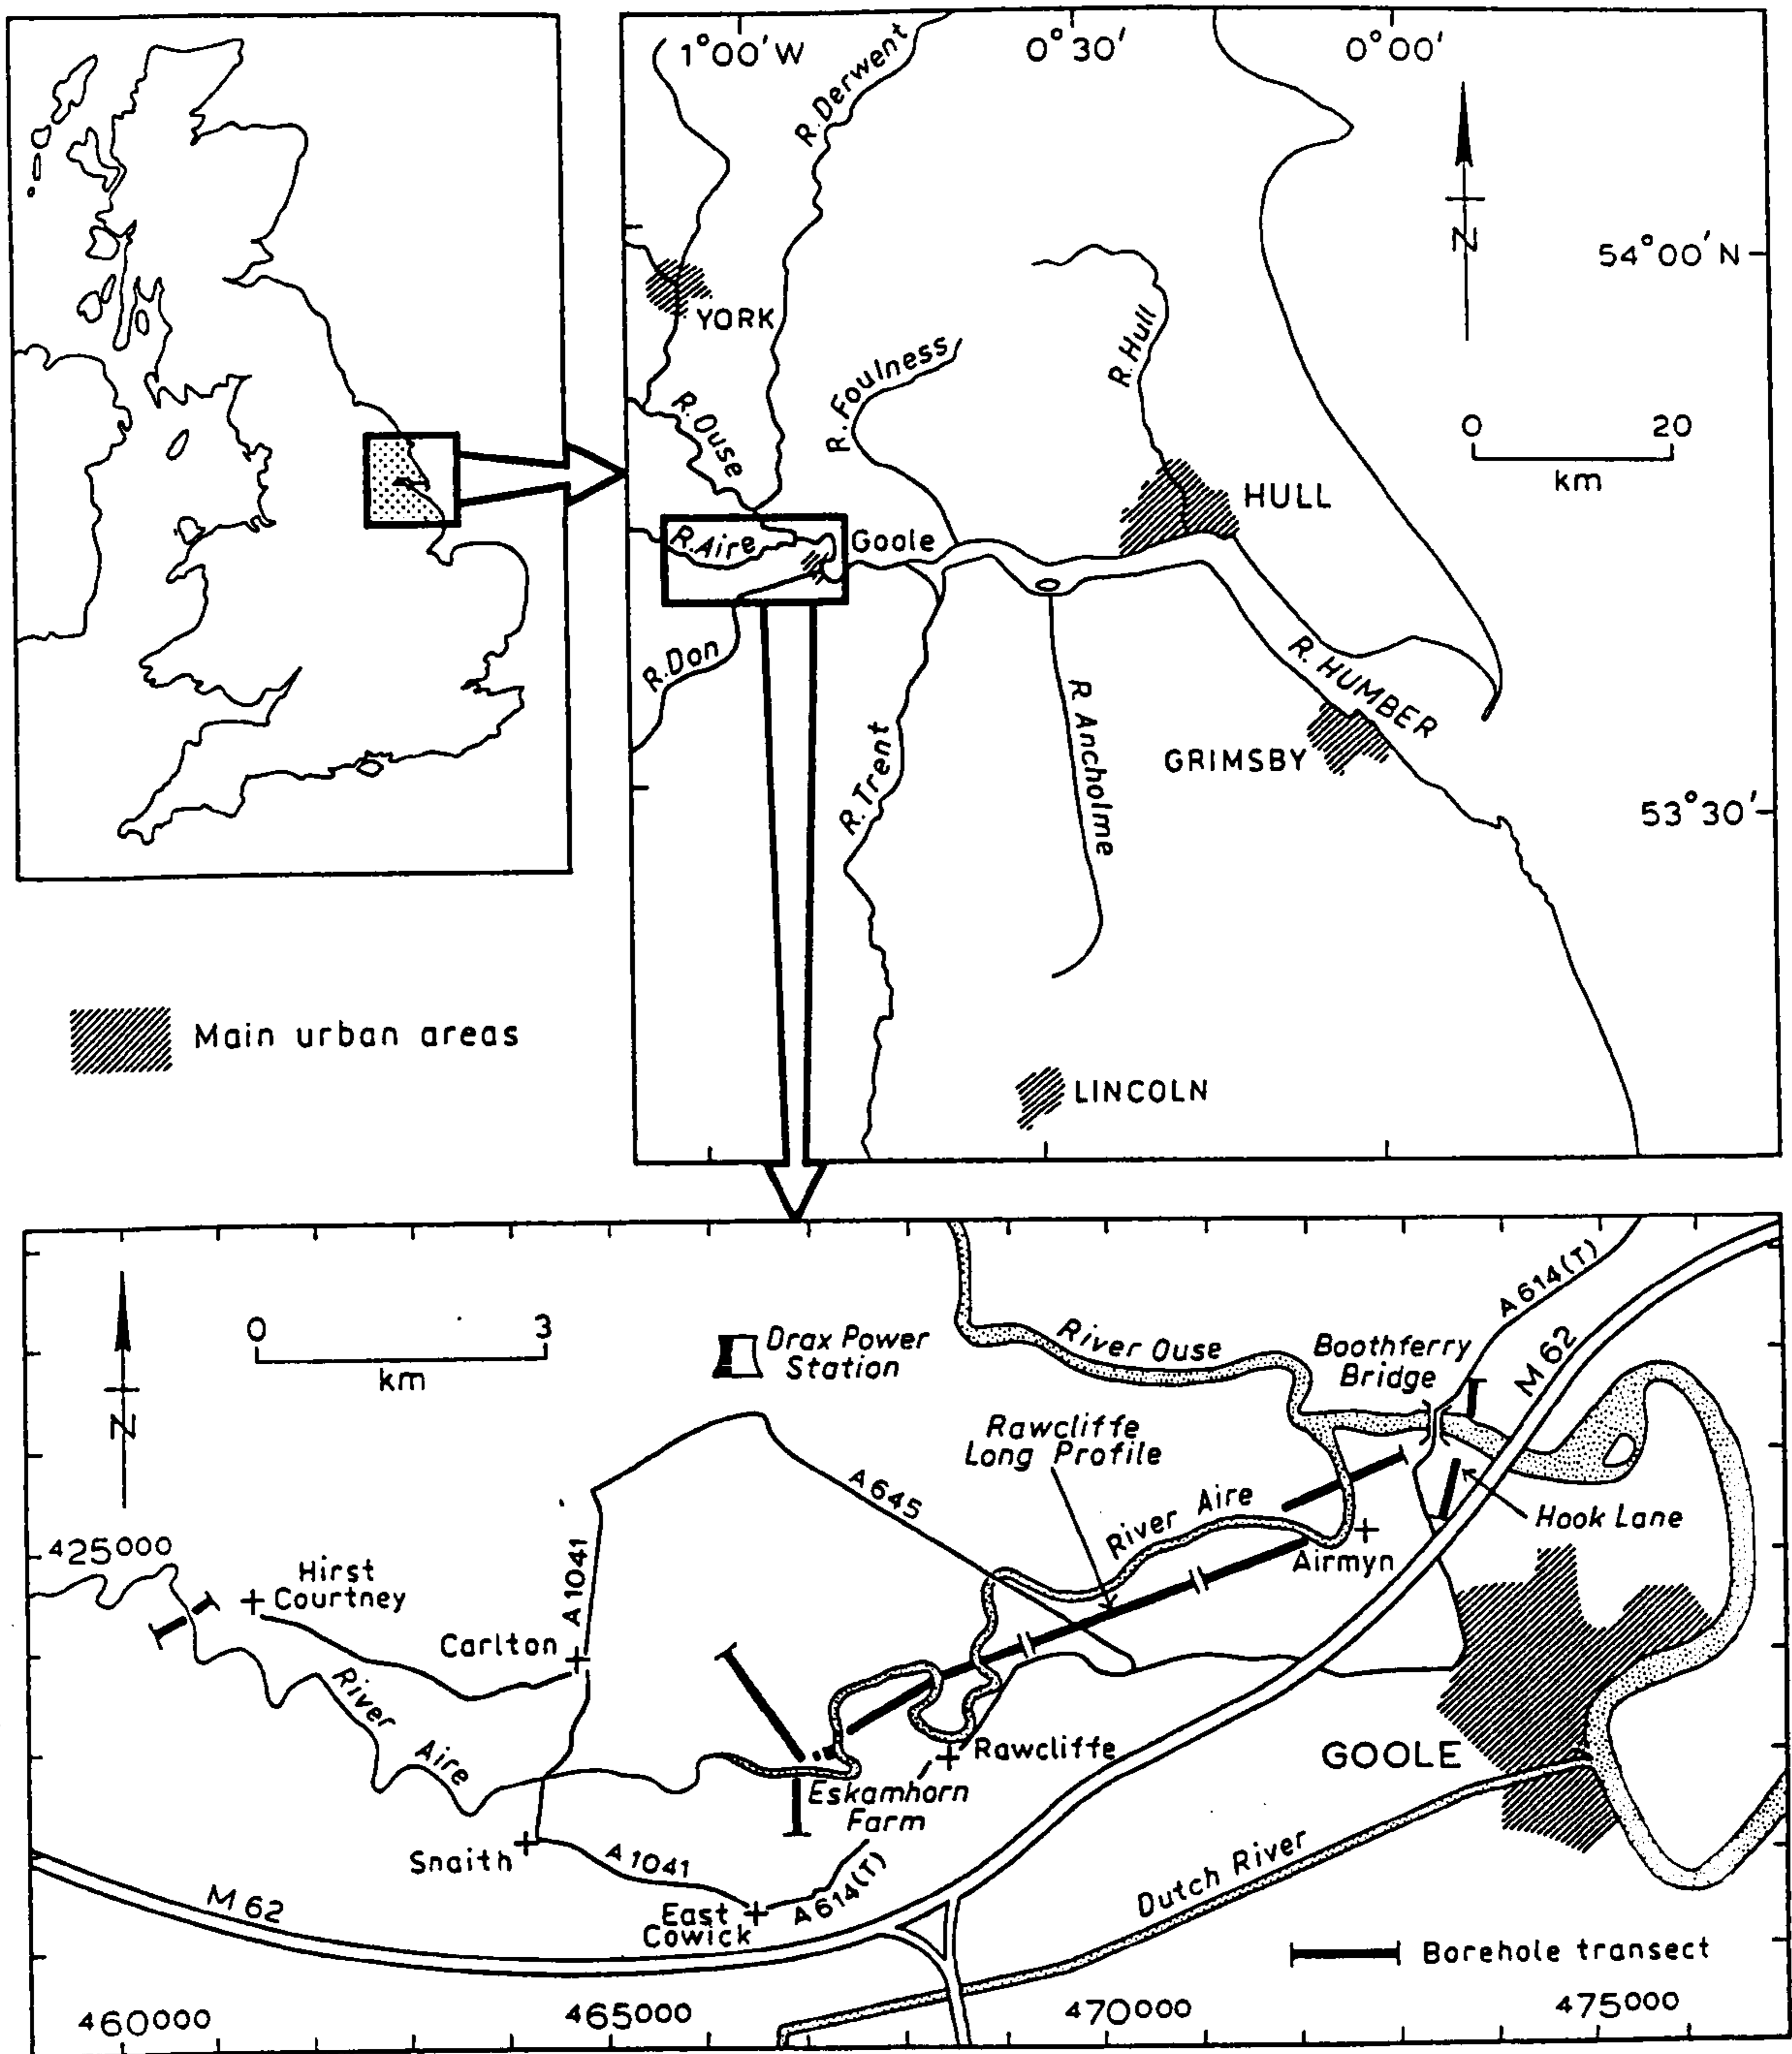 1°00'W
0°30'
0°00'
R. Derwent
N
54°00'N
YORK
R. Foulness
R. Hull
R. Ouse
0 20
km
HULL
R. Aire
Goole
R. Don
R. HUMBER
R. Trent
R Ancholme
GRIMSBY
53°30'
Main urban areas
LINCOLN
A614(T)
0 3
km
Drax Power
Station
River Ouse
Boothferry
Bridge
M 62
N
Rawcliffe
Long Profile
A645
River Aire
Hook Lane
425000
Hirst
Courtney
A1041
Airmyn
Carlton
River Aire
Rawcliffe
GOOLE
Eskamhorn
Farm
Snaith
A1041
A614(T)
Dutch River
M 62
East
Cowick
Borehole transect
460000
465000
470000
475000